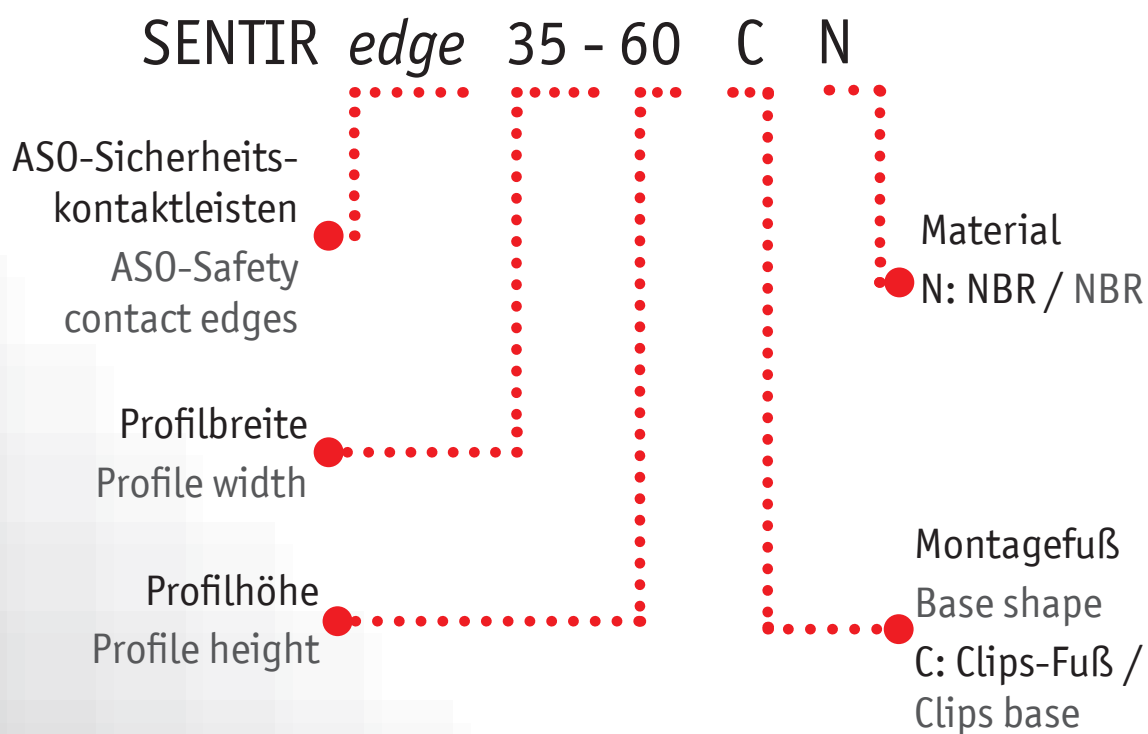 SENTIR edge 35 - 60 C N
ASO-Sicherheits-
kontaktleisten
ASO-Safety
contact edges
Material
N: NBR / NBR
Profilbreite
Profile width
Profilhöhe
Profile height
Montagefuß
Base shape
C: Clips-Fuß /
Clips base